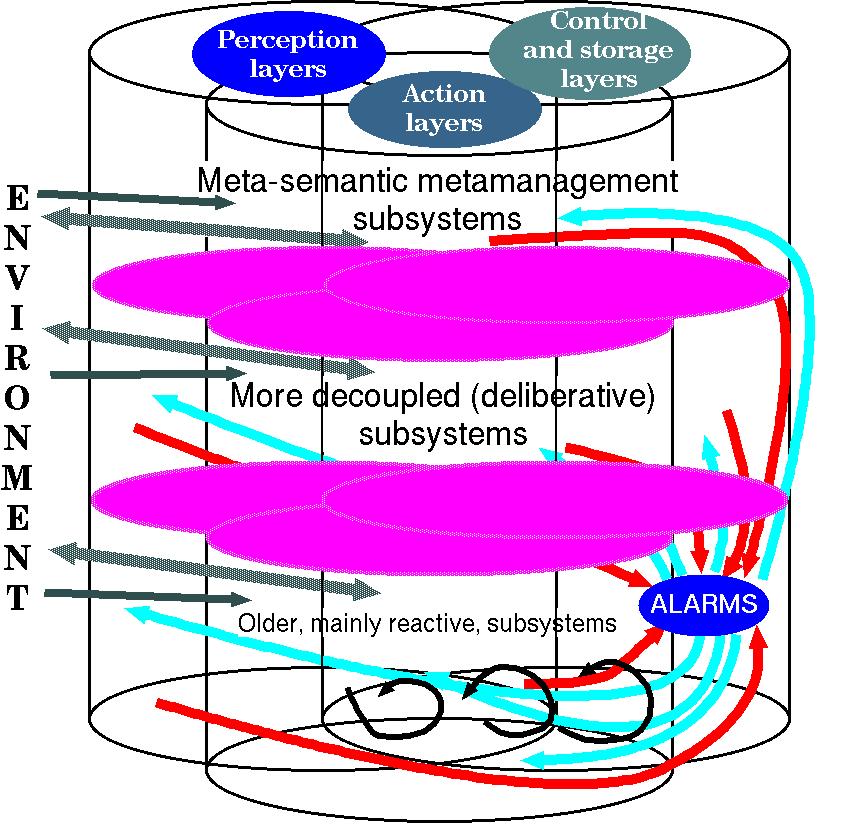 Perception
layers
Control
and storage
layers
Action
layers
Meta-semantic metamanagement
subsystems
ENVIRONMENT
More decoupled (deliberative)
subsystems
ALARMS
Older, mainly reactive, subsystems